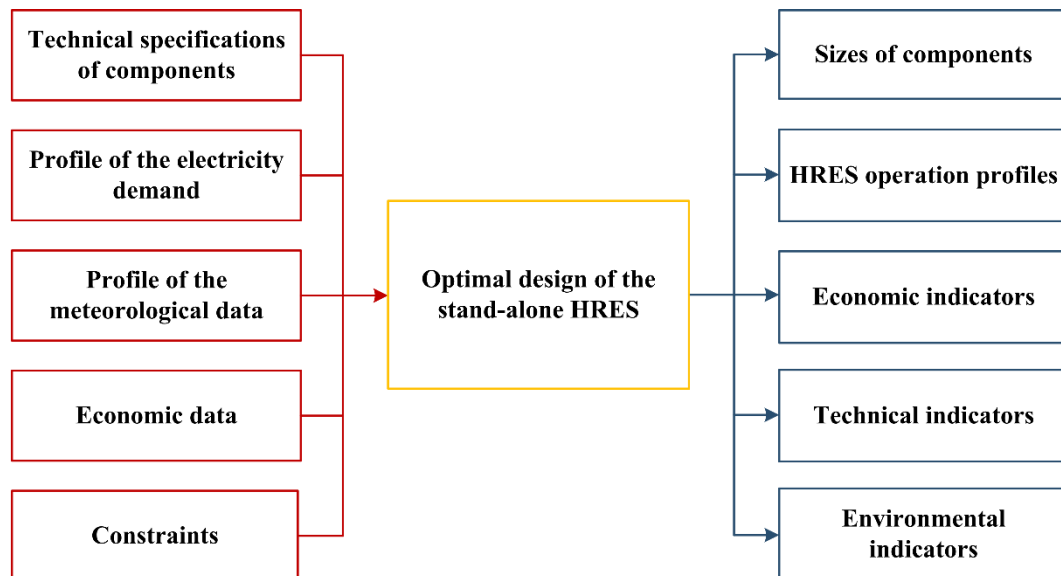 Technical specifications
of components
Profile of the electricity
demand
Profile of the
meteorological data
Economic data
Constraints
Optimal design of the
stand-alone HRES
Sizes of components
HRES operation profiles
Economic indicators
Technical indicators
Environmental
indicators